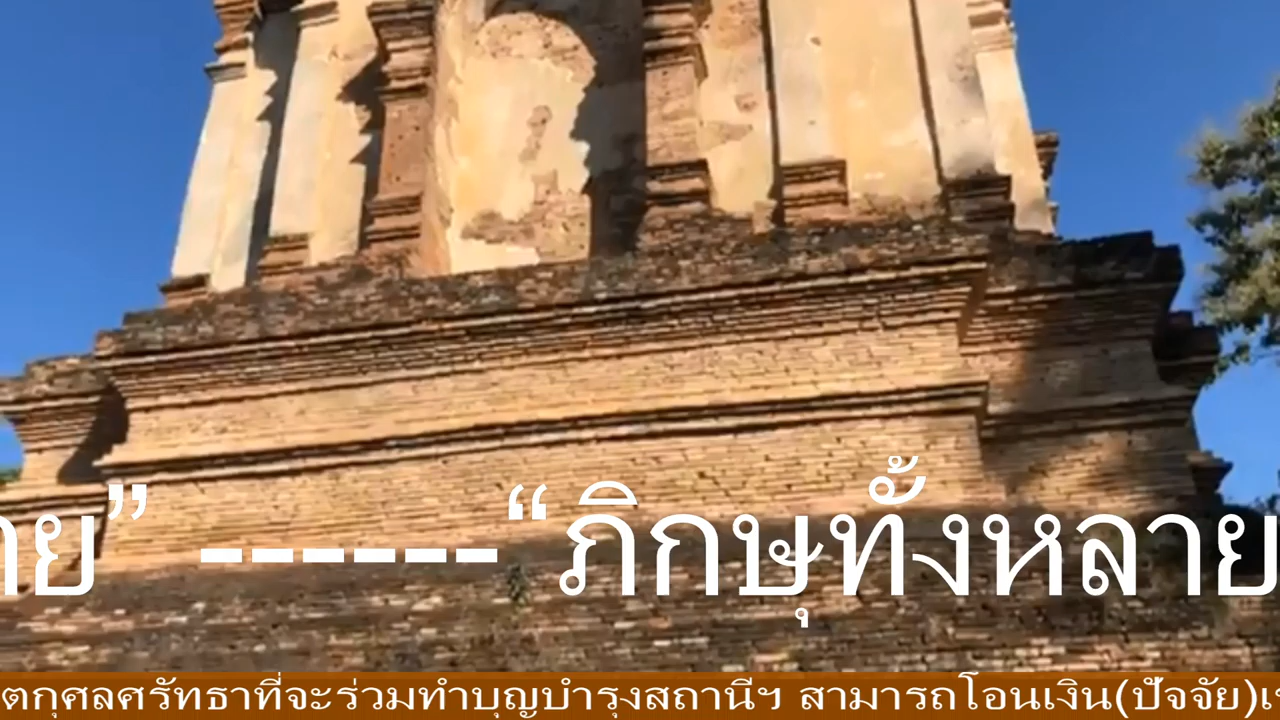 าย” ------ “ภิกษุทั้งหลาย
ตกุศลศรัทธาที่จะร่วมทำบุญบำรุงสถานีฯ สามารถโอนเงิน(ปัจจัย)เ